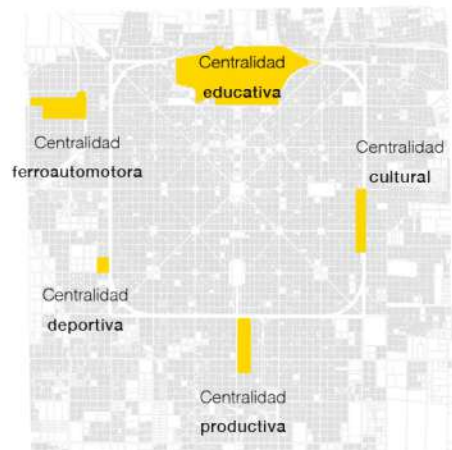 Centralidad
educativa
Centralidad
ferroautomotora
Centralidad
cultural
Centralidad
deportiva
Centralidad
productiva